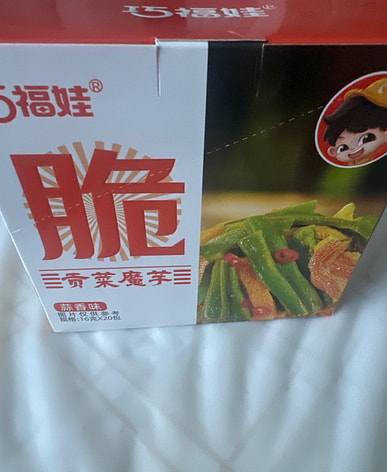 巧福娃
巧福娃®
脆
贡菜魔芋
蒜香味
图片仅供参考
规格:16克X20包